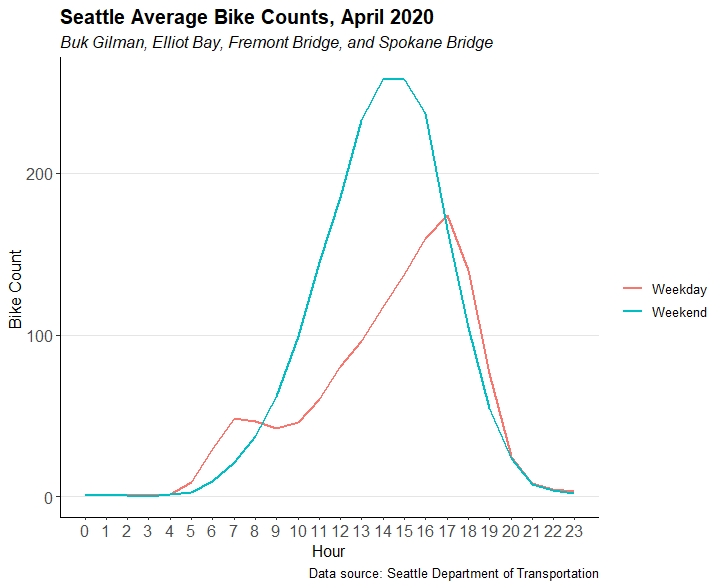 Seattle Average Bike Counts, April 2020
Buk Gilman, Elliot Bay, Fremont Bridge, and Spokane Bridge
200
100
0
Bike Count
0 1 2 3 4 5 6 7 8 9 10 11 12 13 14 15 16 17 18 19 20 21 22 23
Hour
Weekday
Weekend
Data source: Seattle Department of Transportation